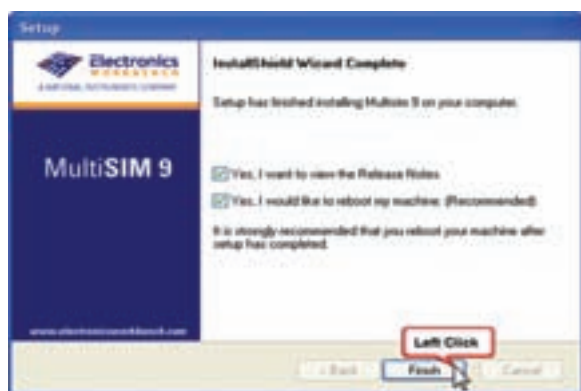 Setup
Electronics
WORKBENCH
A NATIONAL INSTRUMENTS COMPANY
InstallShield Wizard Complete
Setup has finished installing Multisim 9 on your computer.
MultiSIM 9
Yes, I want to view the Release Notes
Yes, I would like to reboot my machine. (Recommended)
It is strongly recommended that you reboot your machine after
setup has completed.
www.electronicsworkbench.com
Left Click
< Back
Finish
Cancel